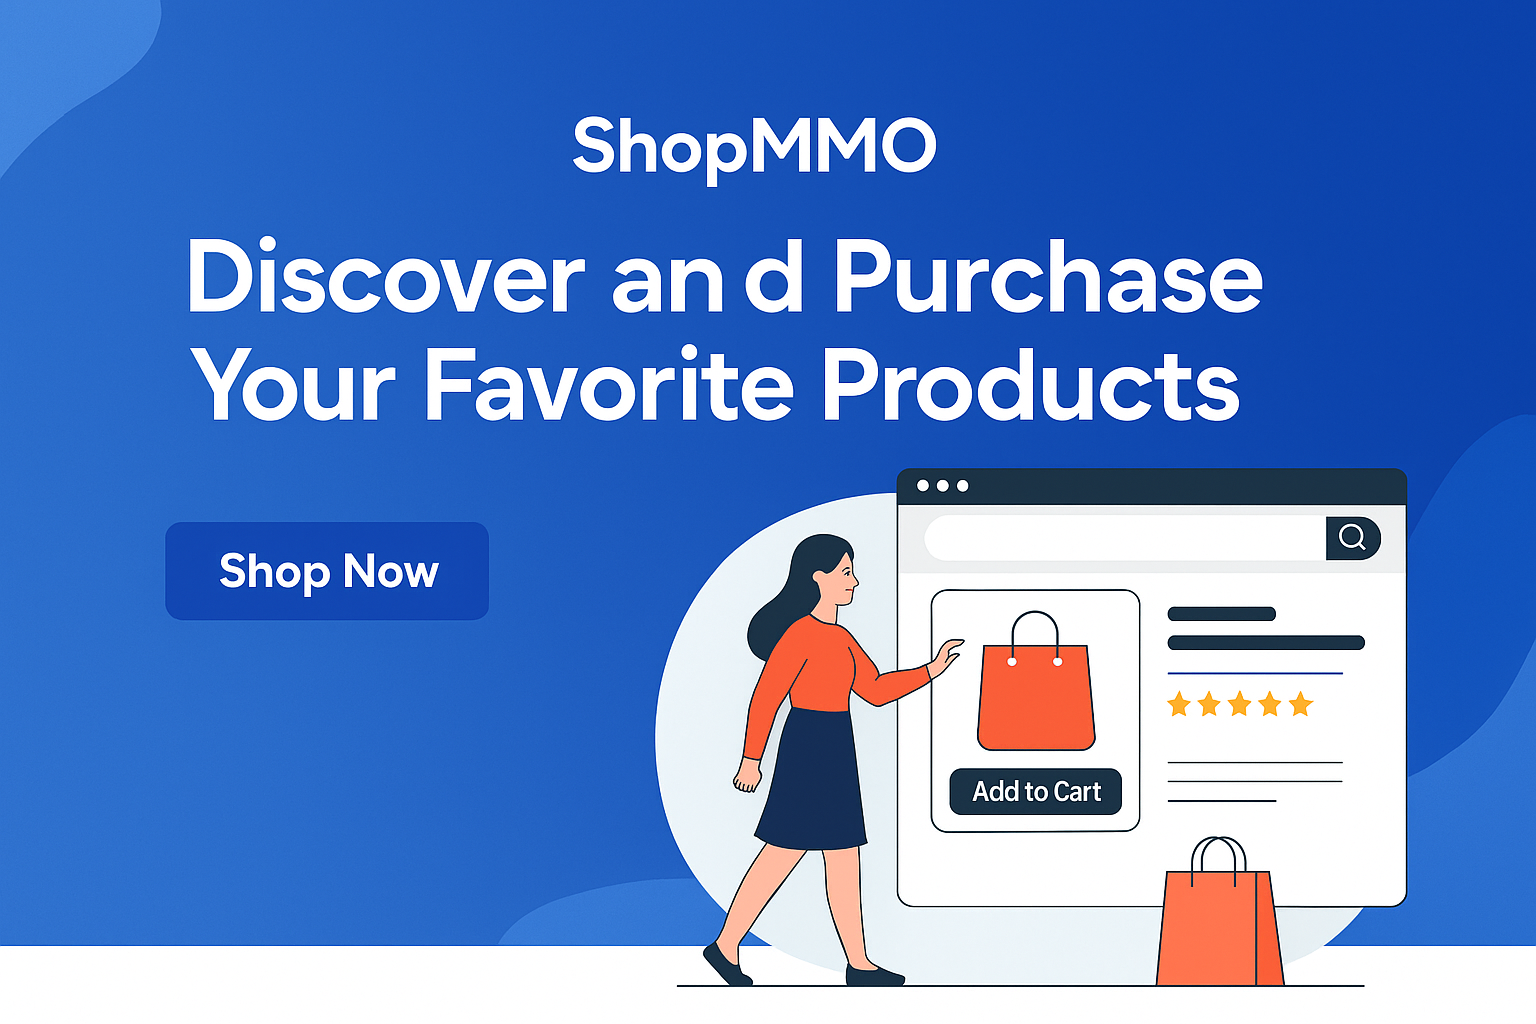 ShopMMO
Discover an d Purchase
Your Favorite Products
Shop Now
Add to Cart